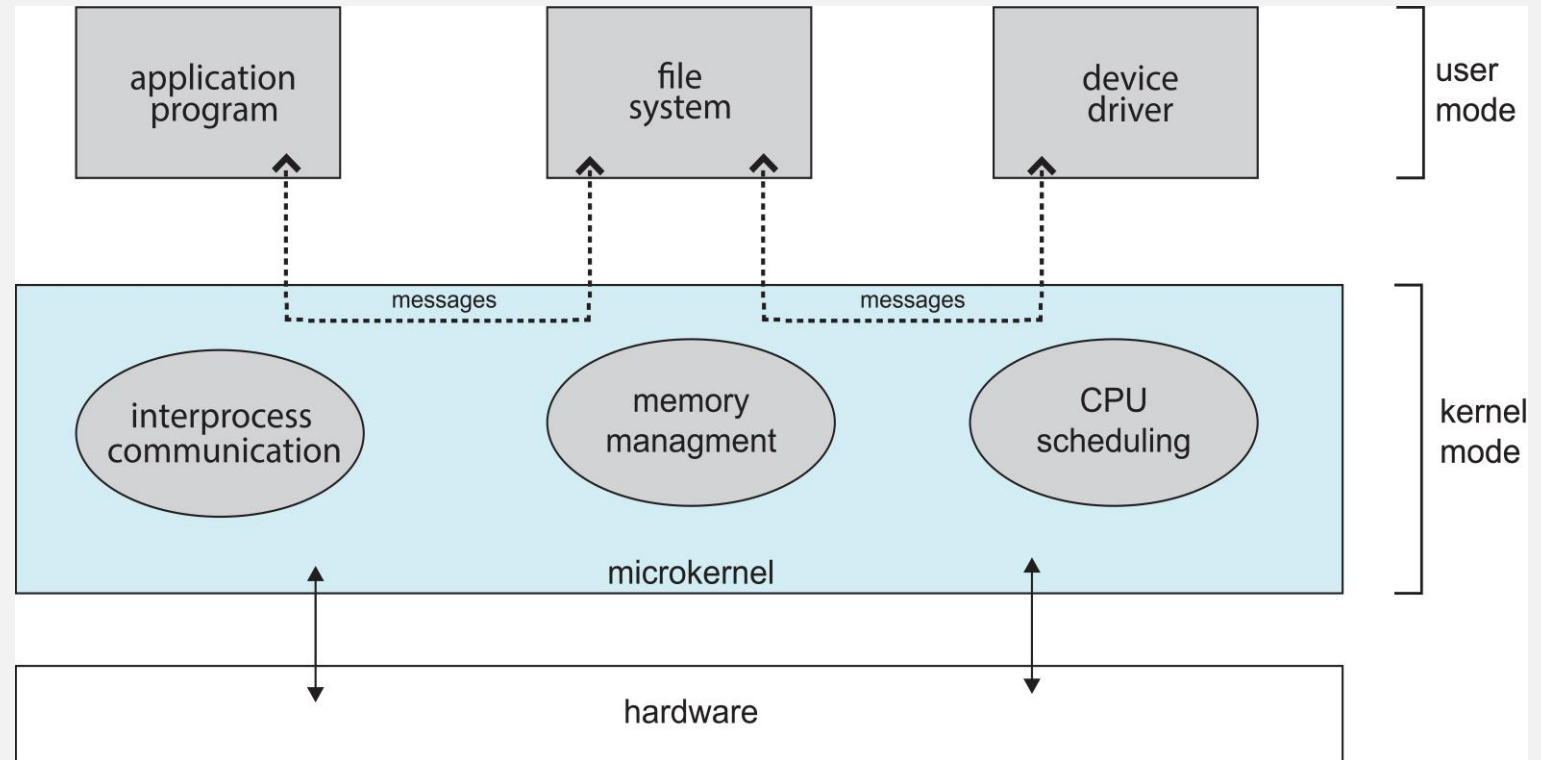 application
program
file
system
device
driver
user
mode
messages
messages
interprocess
communication
memory
managment
CPU
scheduling
kernel
mode
microkernel
hardware